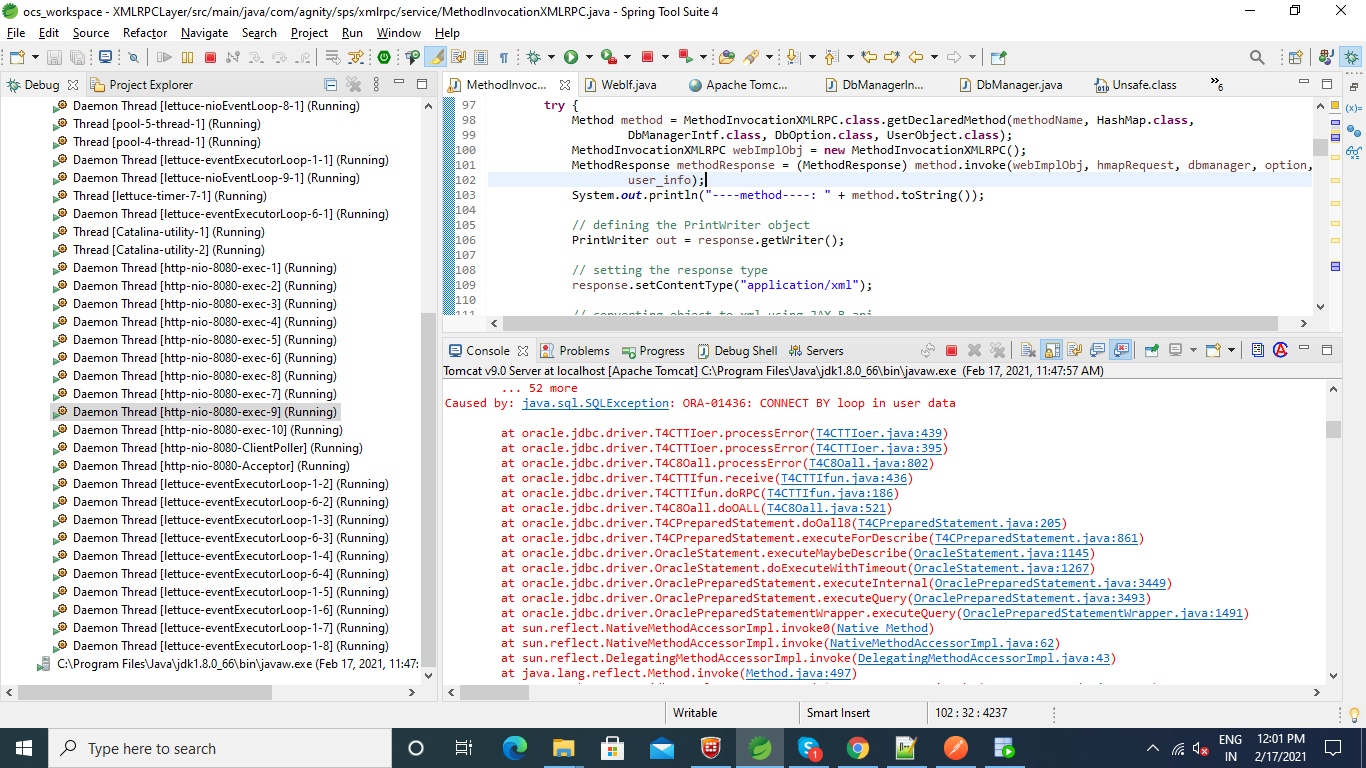 ocs_workspace - XMLRPCLayer/src/main/java/com/agnity/sps/xmlrpc/service/MethodInvocationXMLRPC.java - Spring Tool Suite 4
File Edit Source Refactor Navigate Search Project Run Window Help
Debug Project Explorer
Daemon Thread [lettuce-nioEventLoop-8-1] (Running)
Thread [pool-5-thread-1] (Running)
Thread [pool-4-thread-1] (Running)
Daemon Thread [lettuce-eventExecutorLoop-1-1] (Running)
Daemon Thread [lettuce-nioEventLoop-9-1] (Running)
Thread [lettuce-timer-7-1] (Running)
Daemon Thread [lettuce-eventExecutorLoop-6-1] (Running)
Thread [Catalina-utility-1] (Running)
Thread [Catalina-utility-2] (Running)
Daemon Thread [http-nio-8080-exec-1] (Running)
Daemon Thread [http-nio-8080-exec-2] (Running)
Daemon Thread [http-nio-8080-exec-3] (Running)
Daemon Thread [http-nio-8080-exec-4] (Running)
Daemon Thread [http-nio-8080-exec-5] (Running)
Daemon Thread [http-nio-8080-exec-6] (Running)
Daemon Thread [http-nio-8080-exec-8] (Running)
Daemon Thread [http-nio-8080-exec-7] (Running)
Daemon Thread [http-nio-8080-exec-9] (Running)
Daemon Thread [http-nio-8080-exec-10] (Running)
Daemon Thread [http-nio-8080-ClientPoller] (Running)
Daemon Thread [http-nio-8080-Acceptor] (Running)
Daemon Thread [lettuce-eventExecutorLoop-1-2] (Running)
Daemon Thread [lettuce-eventExecutorLoop-6-2] (Running)
Daemon Thread [lettuce-eventExecutorLoop-1-3] (Running)
Daemon Thread [lettuce-eventExecutorLoop-6-3] (Running)
Daemon Thread [lettuce-eventExecutorLoop-1-4] (Running)
Daemon Thread [lettuce-eventExecutorLoop-6-4] (Running)
Daemon Thread [lettuce-eventExecutorLoop-1-5] (Running)
Daemon Thread [lettuce-eventExecutorLoop-1-6] (Running)
Daemon Thread [lettuce-eventExecutorLoop-1-7] (Running)
Daemon Thread [lettuce-eventExecutorLoop-1-8] (Running)
C:\Program Files\Java\jdk1.8.0_66\bin\javaw.exe (Feb 17, 2021, 11:47:
MethodInvoc... WebIf.java Apache Tomc... DbManagerIn... DbManager.java Unsafe.class »6
97 try {
98 Method method = MethodInvocationXMLRPC.class.getDeclaredMethod(methodName, HashMap.class,
99 DbManagerIntf.class, DbOption.class, UserObject.class);
100 MethodInvocationXMLRPC webImplObj = new MethodInvocationXMLRPC();
101 MethodResponse methodResponse = (MethodResponse) method.invoke(webImplObj, hmapRequest, dbmanager, option,
102 user_info);
103 System.out.println("----method----: " + method.toString());
104
105 // defining the PrintWriter object
106 PrintWriter out = response.getWriter();
107
108 // setting the response type
109 response.setContentType("application/xml");
110
111 // converting object to xml using JAX-B api
Console Problems Progress Debug Shell Servers
Tomcat v9.0 Server at localhost [Apache Tomcat] C:\Program Files\Java\jdk1.8.0_66\bin\javaw.exe (Feb 17, 2021, 11:47:57 AM)
... 52 more
Caused by: java.sql.SQLException: ORA-01436: CONNECT BY loop in user data
at oracle.jdbc.driver.T4CTTIoer.processError(T4CTTIoer.java:439)
at oracle.jdbc.driver.T4CTTIoer.processError(T4CTTIoer.java:395)
at oracle.jdbc.driver.T4C8Oall.processError(T4C8Oall.java:802)
at oracle.jdbc.driver.T4CTTIfun.receive(T4CTTIfun.java:436)
at oracle.jdbc.driver.T4CTTIfun.doRPC(T4CTTIfun.java:186)
at oracle.jdbc.driver.T4C8Oall.doOALL(T4C8Oall.java:521)
at oracle.jdbc.driver.T4CPreparedStatement.doOall8(T4CPreparedStatement.java:205)
at oracle.jdbc.driver.T4CPreparedStatement.executeForDescribe(T4CPreparedStatement.java:861)
at oracle.jdbc.driver.OracleStatement.executeMaybeDescribe(OracleStatement.java:1145)
at oracle.jdbc.driver.OracleStatement.doExecuteWithTimeout(OracleStatement.java:1267)
at oracle.jdbc.driver.OraclePreparedStatement.executeInternal(OraclePreparedStatement.java:3449)
at oracle.jdbc.driver.OraclePreparedStatement.executeQuery(OraclePreparedStatement.java:3493)
at oracle.jdbc.driver.OraclePreparedStatementWrapper.executeQuery(OraclePreparedStatementWrapper.java:1491)
at sun.reflect.NativeMethodAccessorImpl.invoke0(Native Method)
at sun.reflect.NativeMethodAccessorImpl.invoke(NativeMethodAccessorImpl.java:62)
at sun.reflect.DelegatingMethodAccessorImpl.invoke(DelegatingMethodAccessorImpl.java:43)
at java.lang.reflect.Method.invoke(Method.java:497)
Writable Smart Insert 102 : 32 : 4237
Type here to search
1
ENG
IN
12:01 PM
2/17/2021